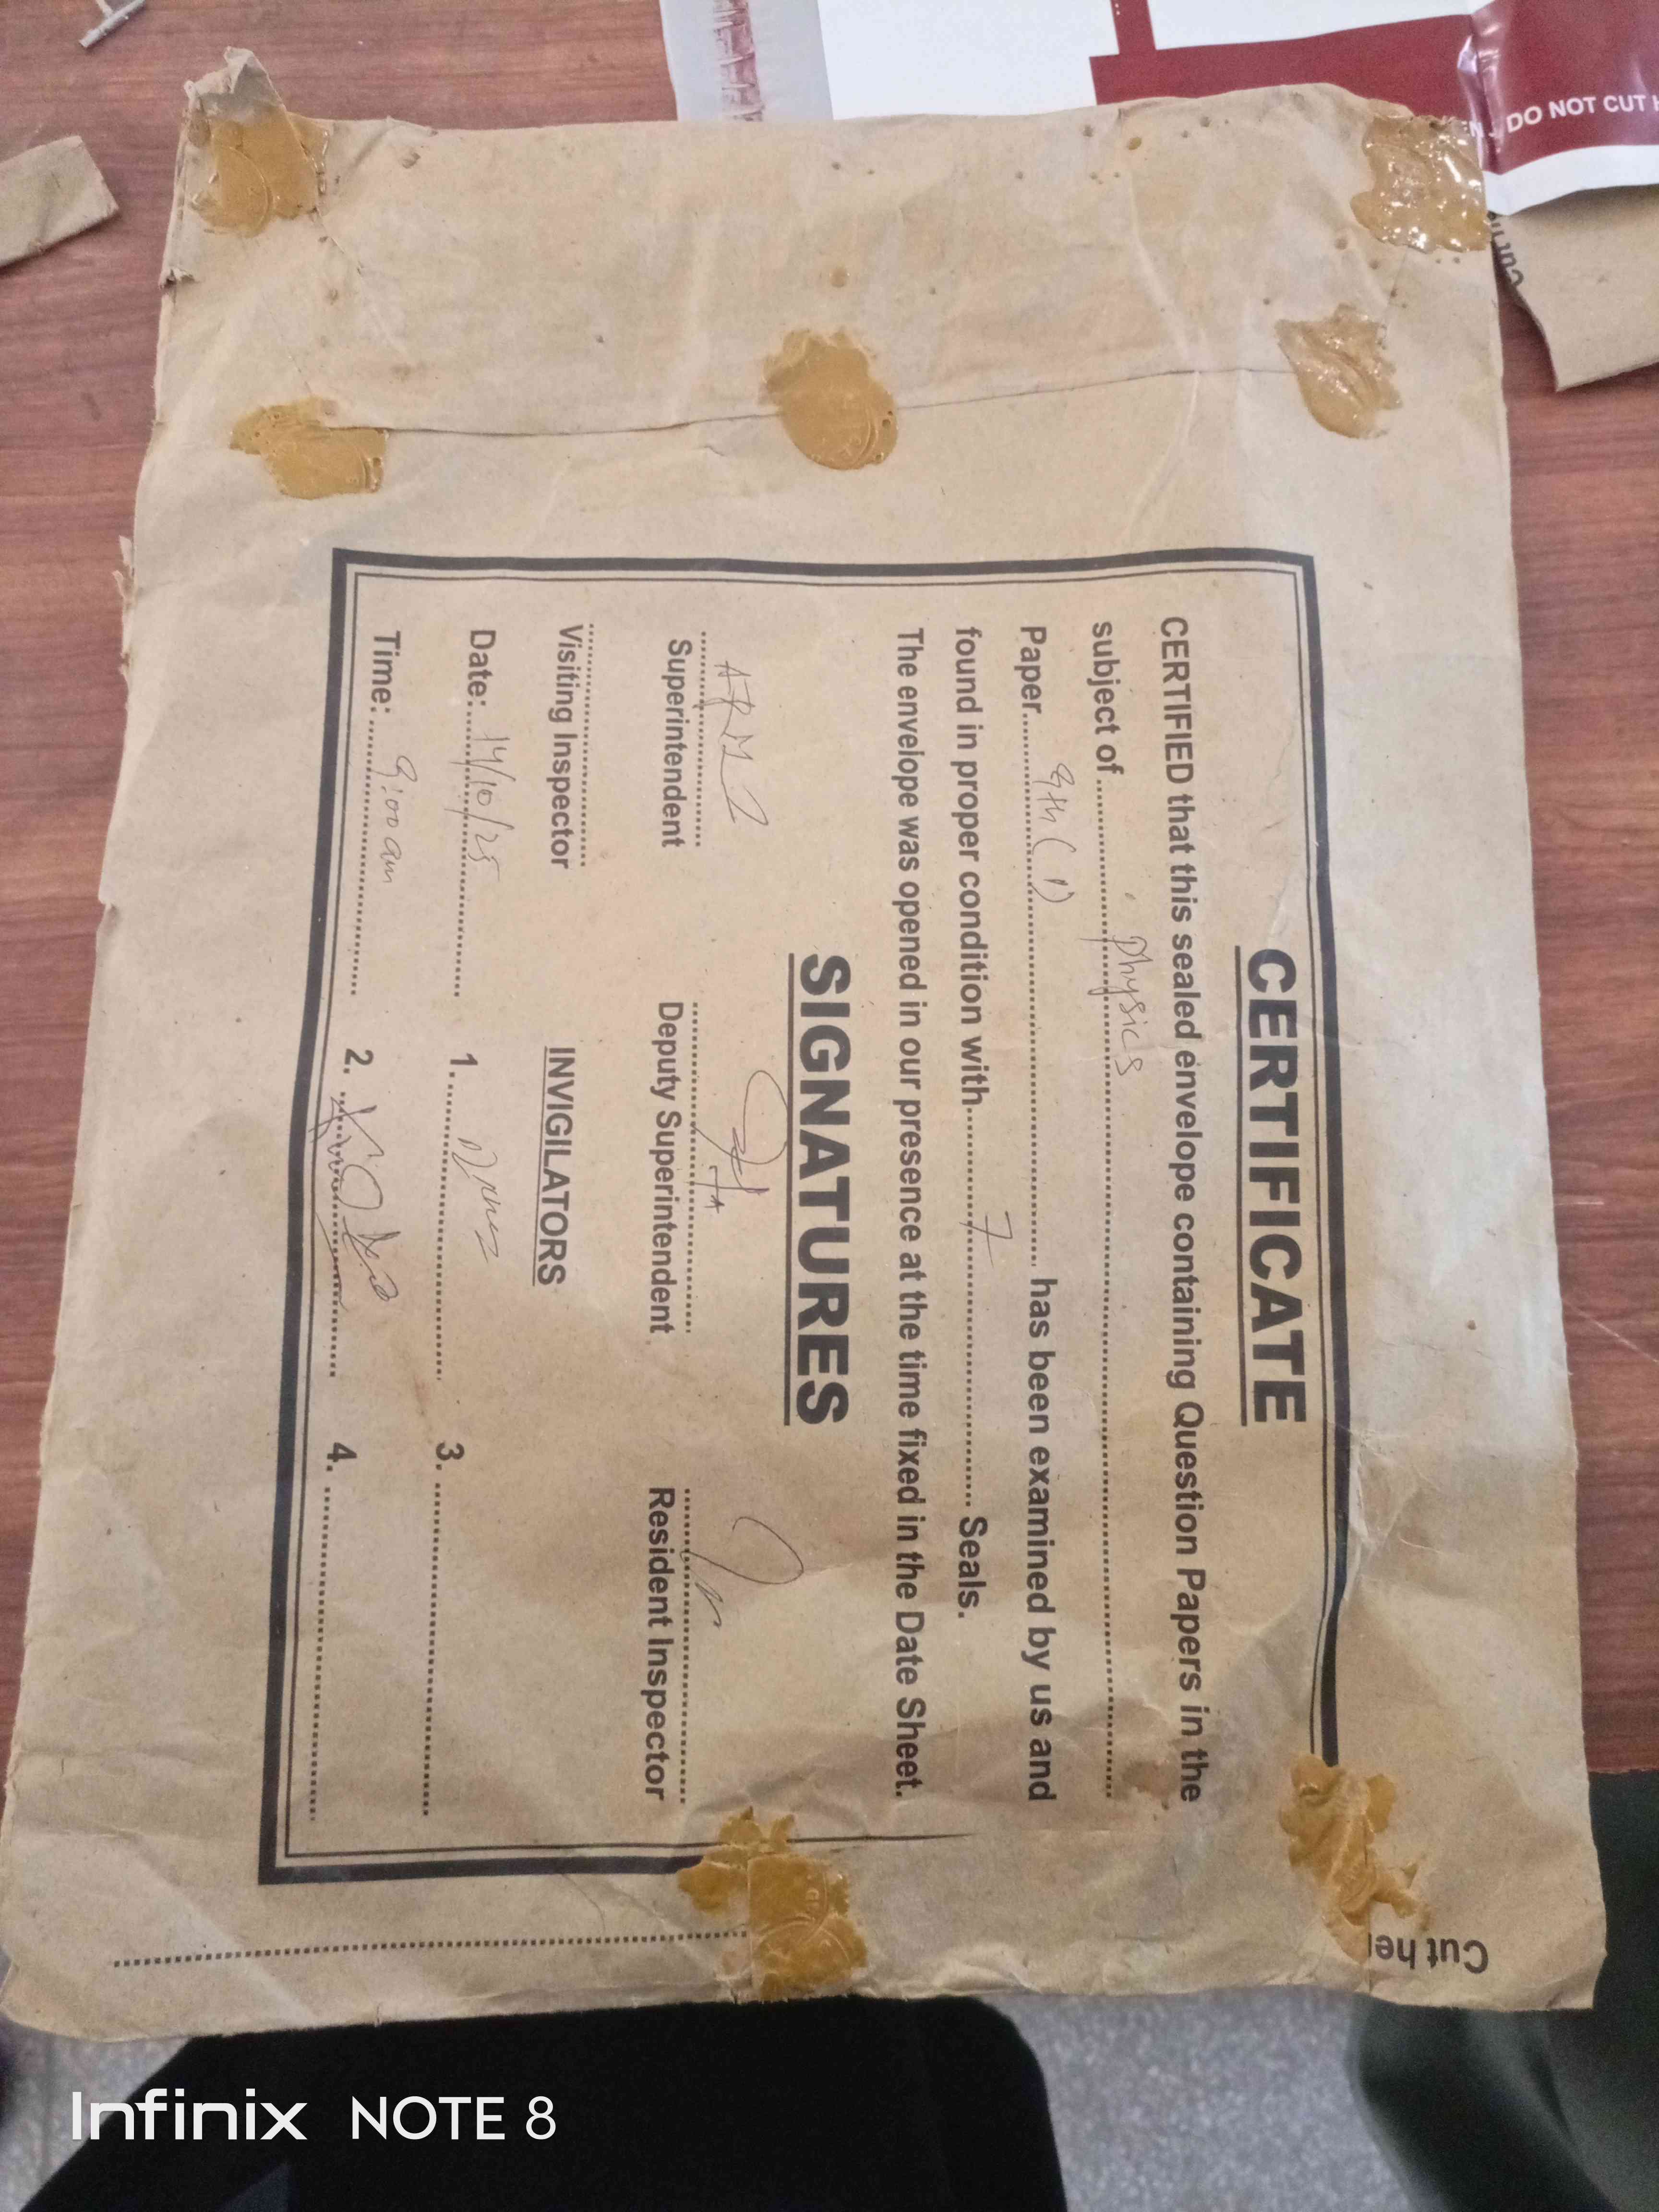 CERTIFICATE
CERTIFIED that this sealed envelope containing Question Papers in the
subject of Physics
Paper 9th (1) has been examined by us and
found in proper condition with 7 Seals.
The envelope was opened in our presence at the time fixed in the Date Sheet.
SIGNATURES
Superintendent Deputy Superintendent Resident Inspector
Visiting Inspector INVIGILATORS
Date: 14/10/25 1. 3.
Time: 9:00 am 2. 4.
Cut he
DO NOT CUT H
Infinix NOTE 8